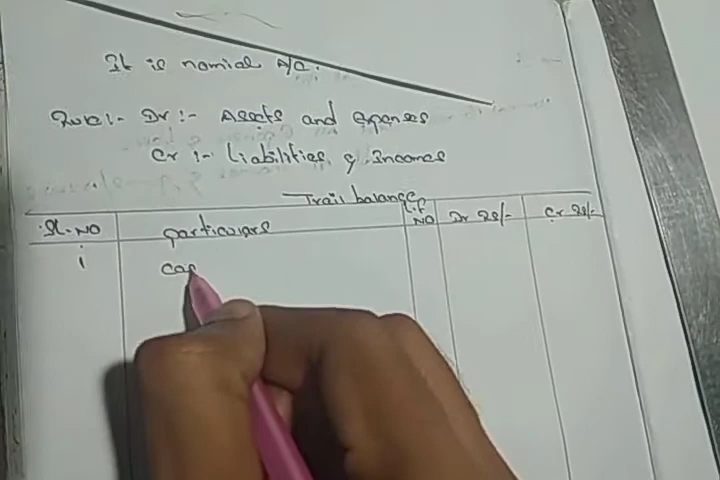 It is nomial A/C.
Rule:- Dr :- Assets and Expenses
Cr :- Liabilities & Incomes
Trail balance
Sl.No Particulars L.F No Dr Rs/- Cr Rs/-
1 Cap